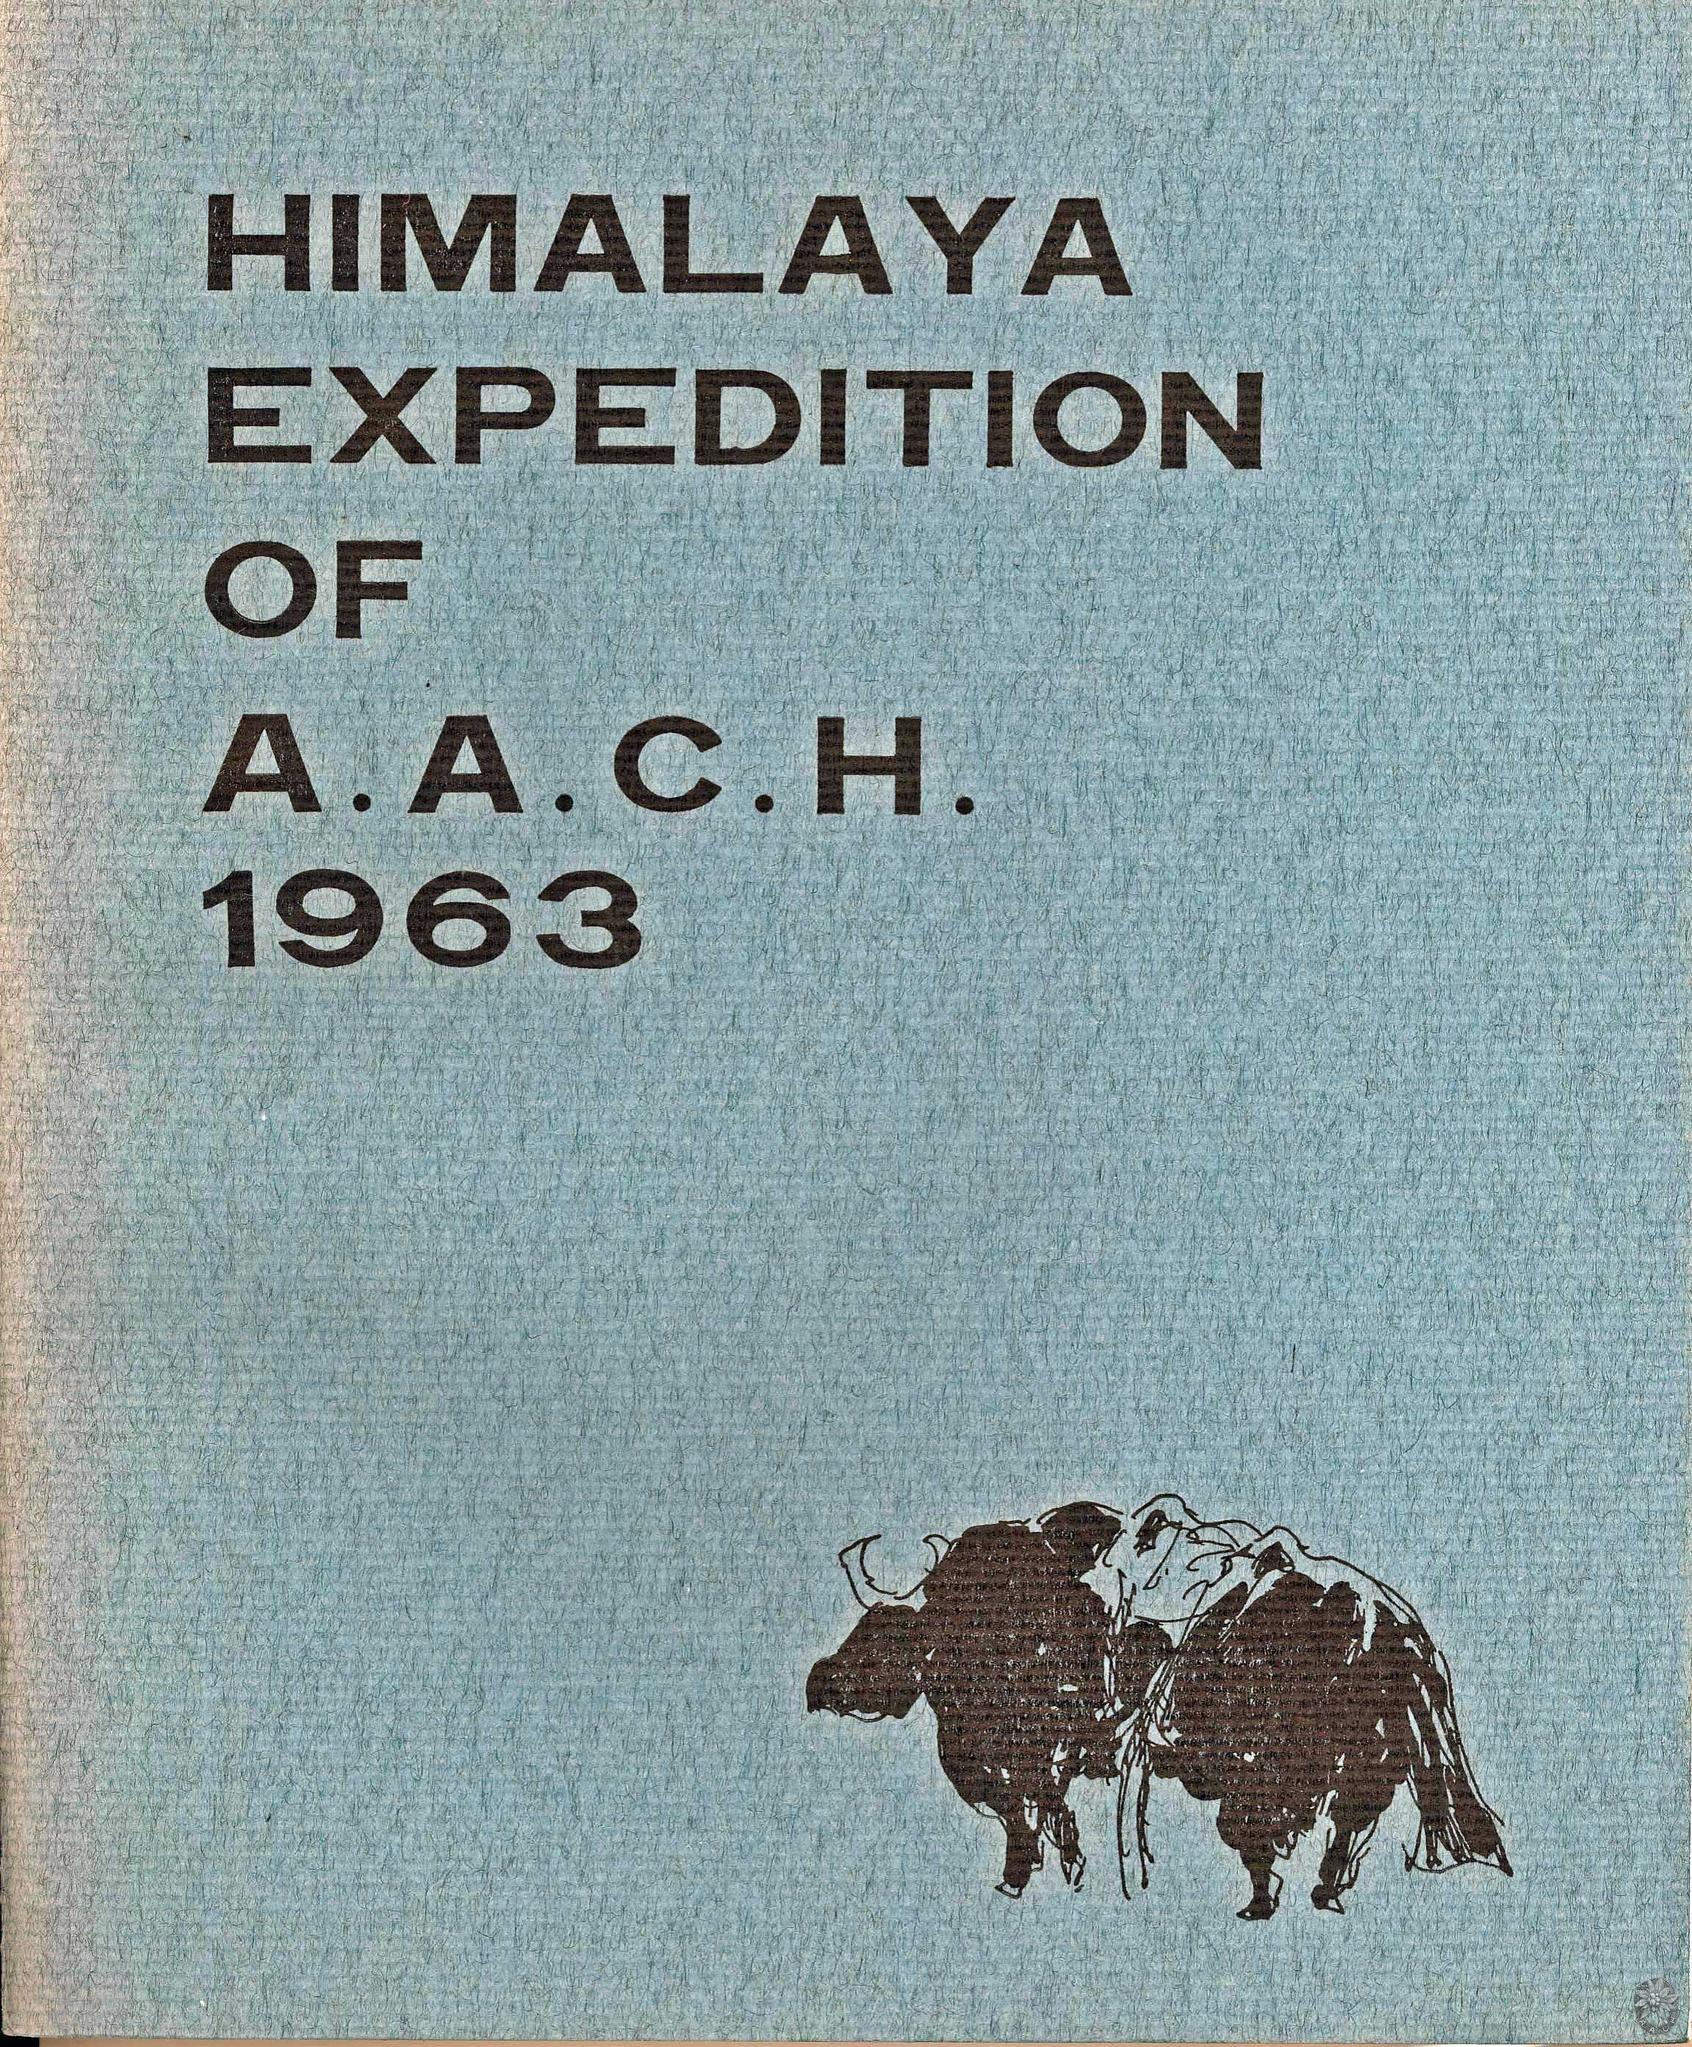 HIMALAYA
EXPEDITION
OF
A.A.C.H.
1963